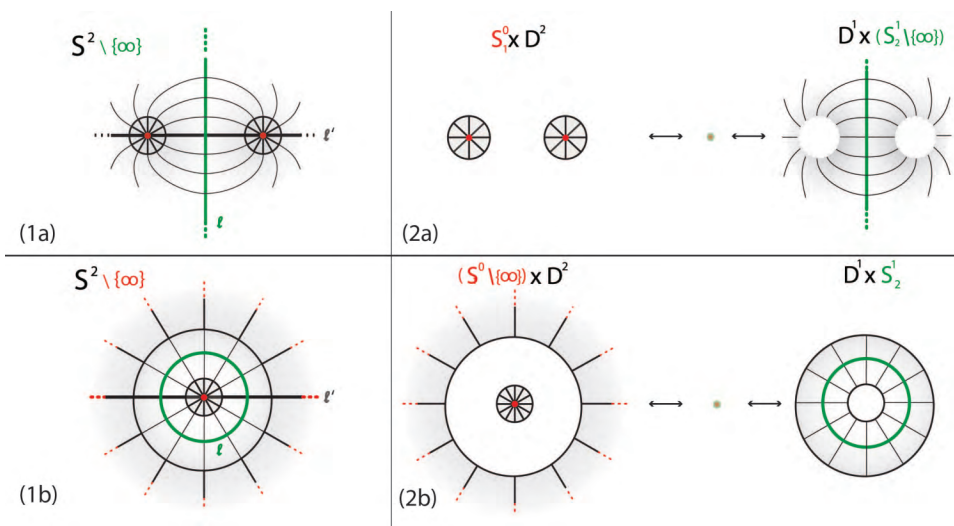 S² \ {∞}
ℓ'
ℓ
(1a)
S⁰₁ x D²
D¹ x (S¹₂ \ {∞})
(2a)
S² \ {∞}
ℓ'
ℓ
(1b)
(S⁰ \ {∞}) x D²
D¹ x S¹₂
(2b)